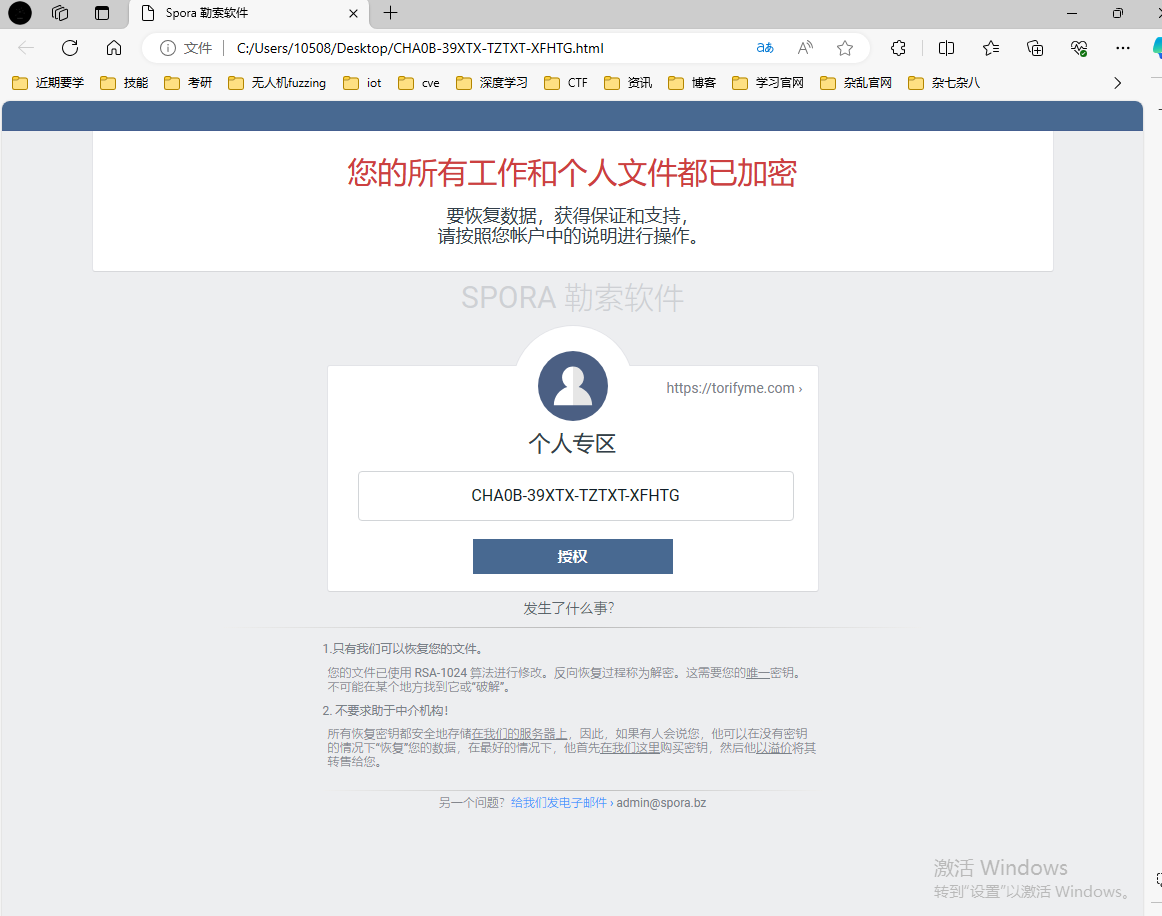 Spora 勒索软件
文件 C:/Users/10508/Desktop/CHA0B-39XTX-TZTXT-XFHTG.html
近期要学 技能 考研 无人机fuzzing iot cve 深度学习 CTF 资讯 博客 学习官网 杂乱官网 杂七杂八
您的所有工作和个人文件都已加密
要恢复数据，获得保证和支持，
请按照您帐户中的说明进行操作。
SPORA 勒索软件
https://torifyme.com ›
个人专区
CHA0B-39XTX-TZTXT-XFHTG
授权
发生了什么事？
1.只有我们可以恢复您的文件。
您的文件已使用 RSA-1024 算法进行修改。反向恢复过程称为解密。这需要您的唯一密钥。
不可能在某个地方找到它或“破解”。
2. 不要求助于中介机构！
所有恢复密钥都安全地存储在我们的服务器上，因此，如果有人会说您，他可以在没有密钥
的情况下“恢复”您的数据，在最好的情况下，他首先在我们这里购买密钥，然后他以溢价将其
转售给您。
另一个问题？给我们发电子邮件 › admin@spora.bz
激活 Windows
转到“设置”以激活 Windows。